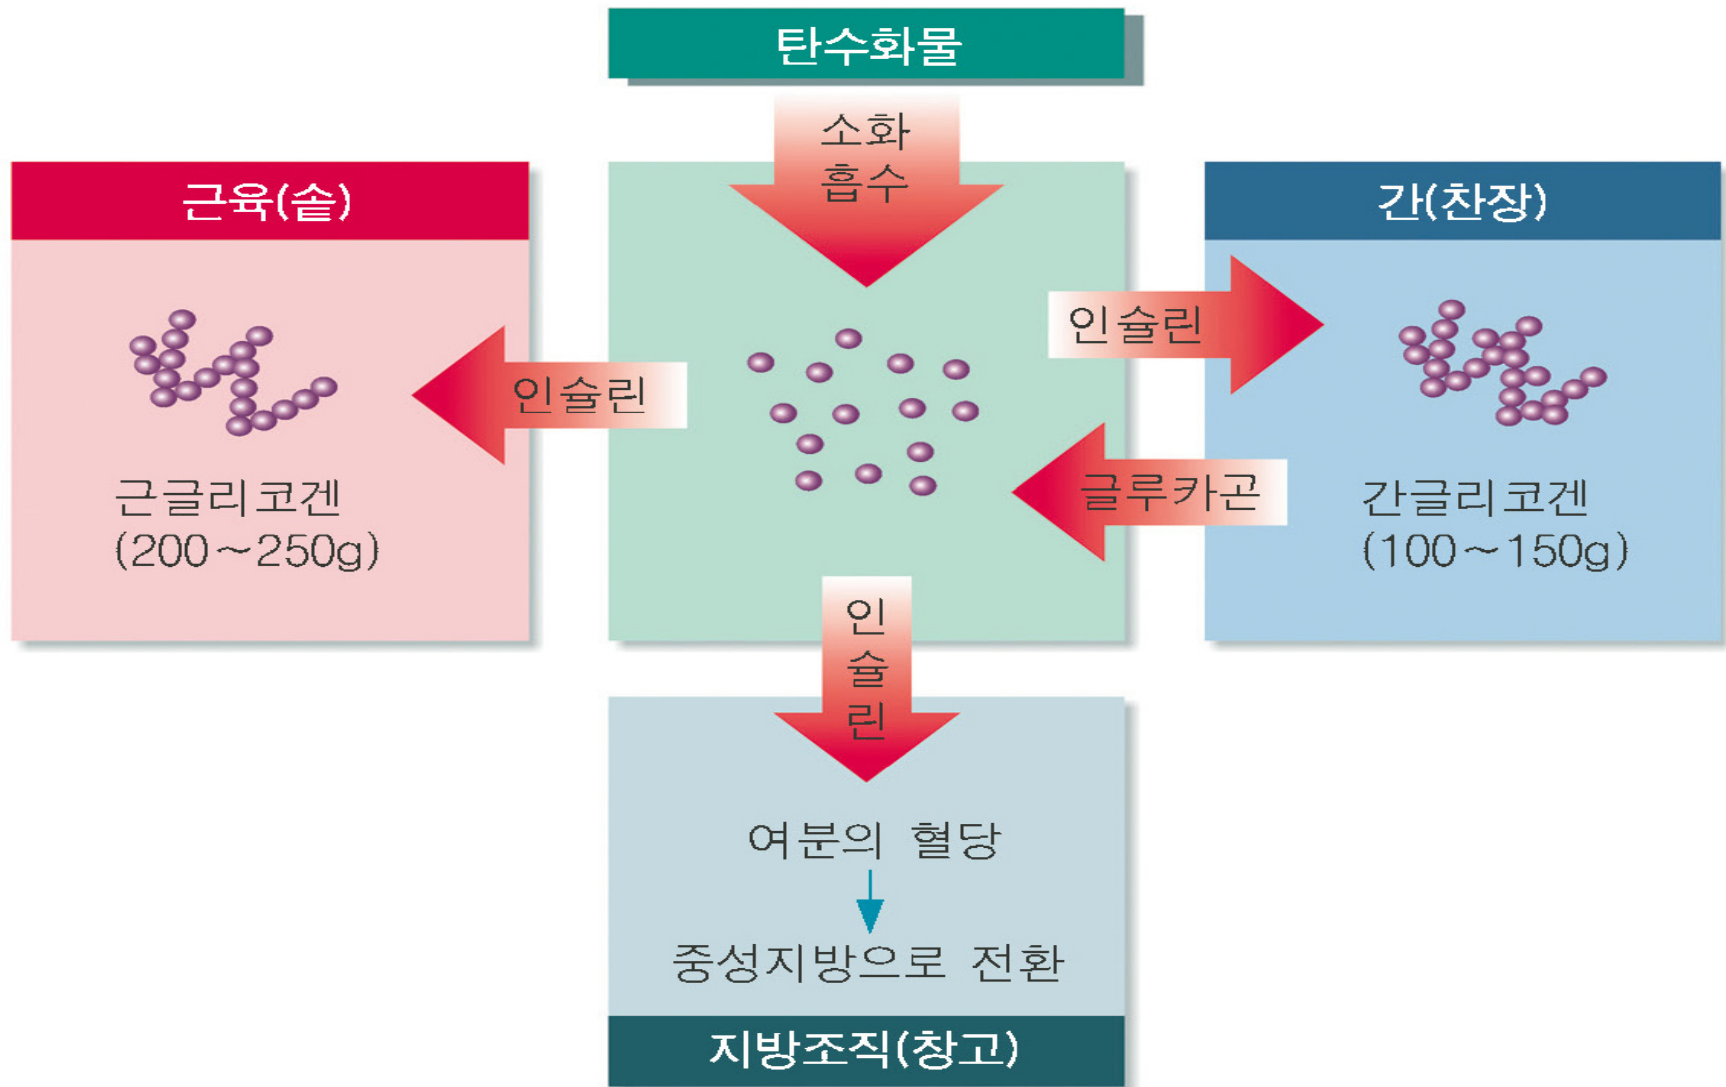 탄수화물
소화
흡수
근육(솥)
인슐린
근글리코겐
(200~250g)
간(찬장)
인슐린
글루카곤
간글리코겐
(100~150g)
인
슐
린
여분의 혈당
중성지방으로 전환
지방조직(창고)